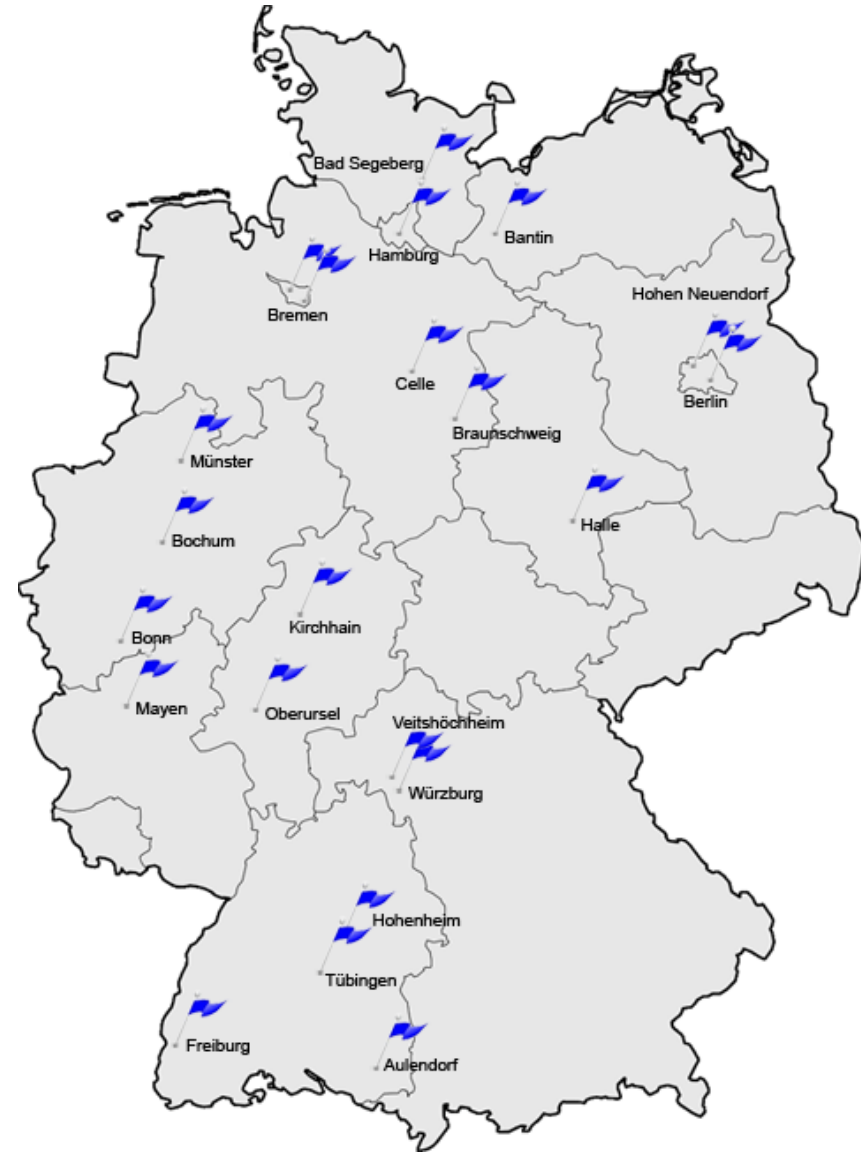 Bad Segeberg
Bantin
Hamburg
Hohen Neuendorf
Bremen
Celle
Berlin
Braunschweig
Münster
Halle
Bochum
Kirchhain
Bonn
Mayen
Oberursel
Veitshöchheim
Würzburg
Hohenheim
Tübingen
Freiburg
Aulendorf